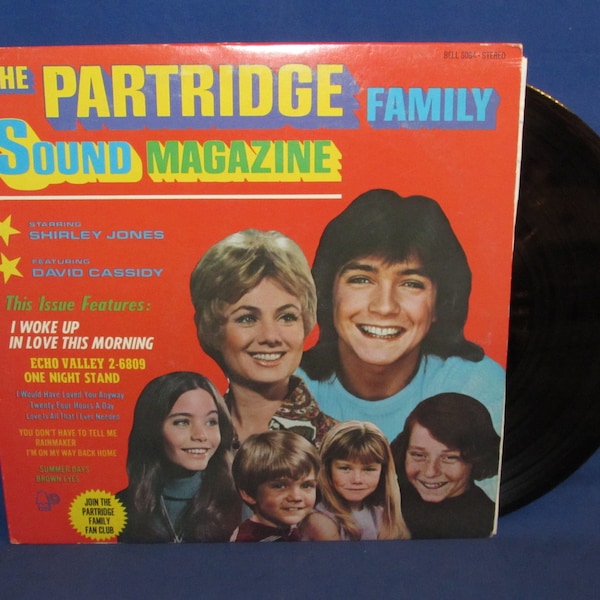 BELL 6064 • STEREO
THE PARTRIDGE FAMILY
SOUND MAGAZINE
STARRING
SHIRLEY JONES
FEATURING
DAVID CASSIDY
This Issue Features:
I WOKE UP
IN LOVE THIS MORNING
ECHO VALLEY 2-6809
ONE NIGHT STAND
I Would Have Loved You Anyway
Twenty Four Hours A Day
Love Is All That I Ever Needed
YOU DON'T HAVE TO TELL ME
RAINMAKER
I'M ON MY WAY BACK HOME
SUMMER DAYS
BROWN EYES
JOIN THE
PARTRIDGE
FAMILY
FAN CLUB